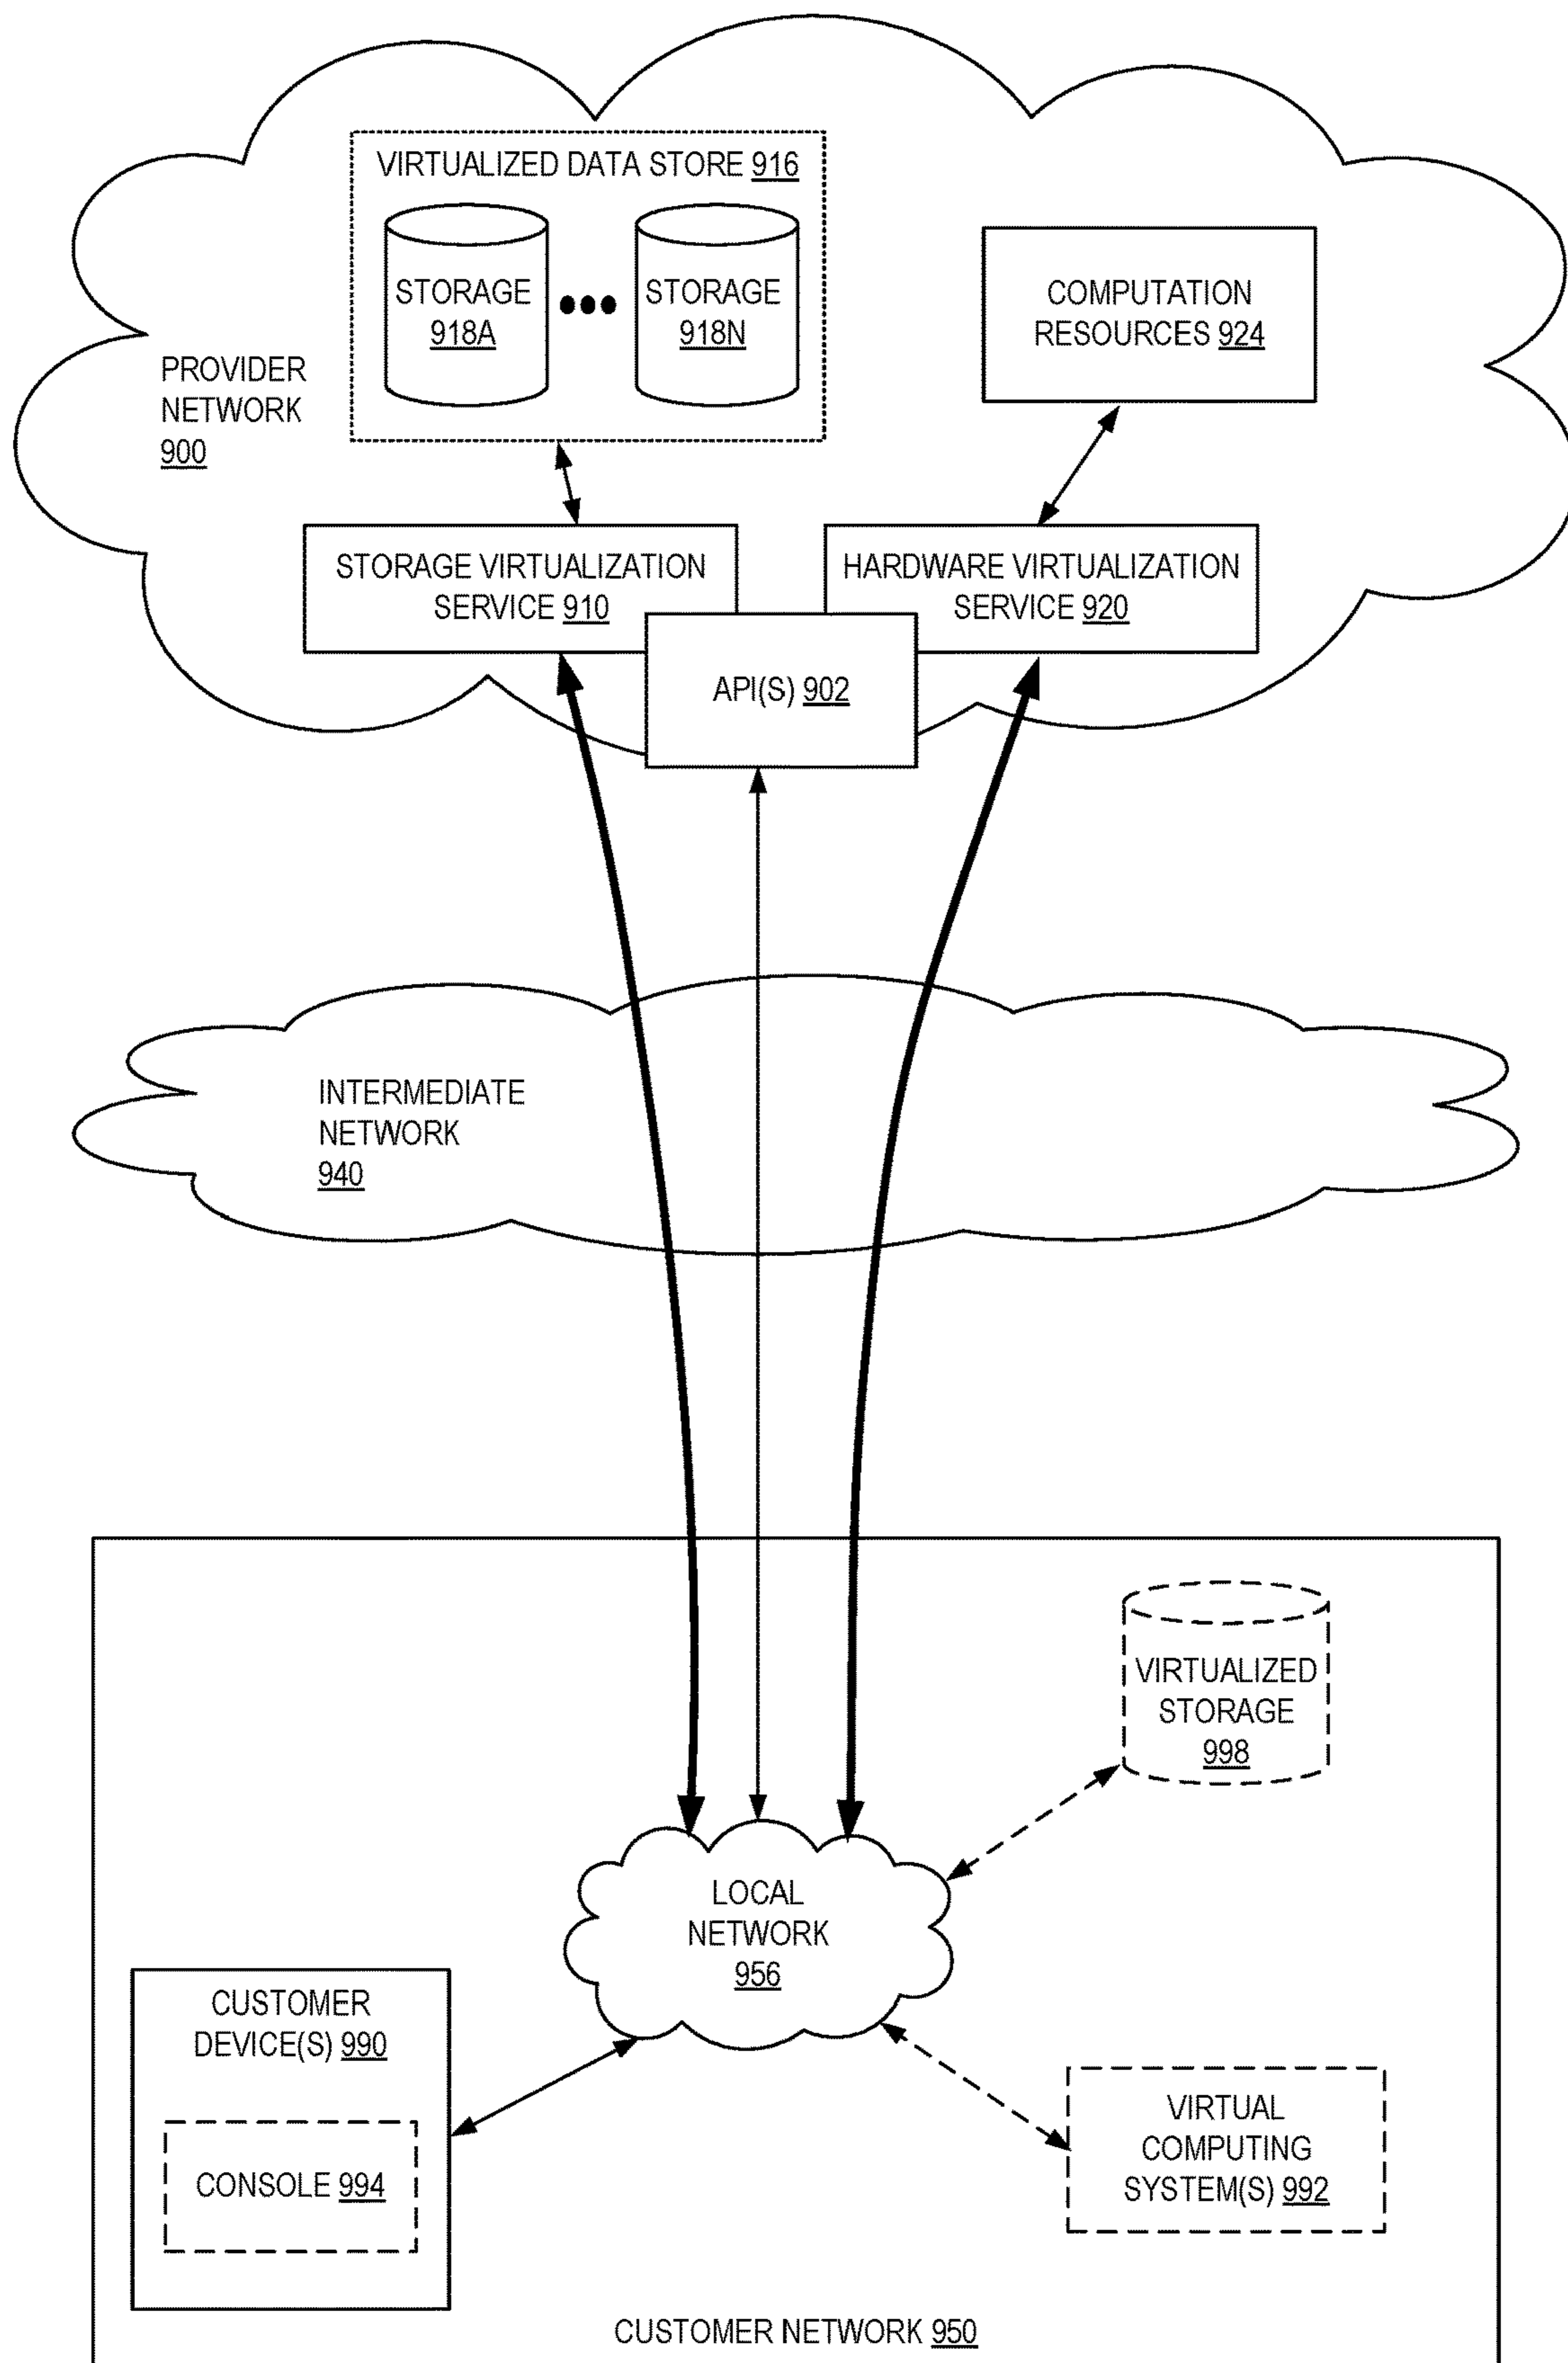 VIRTUALIZED DATA STORE 916
STORAGE
918A
STORAGE
918N
COMPUTATION
RESOURCES 924
PROVIDER
NETWORK
900
STORAGE VIRTUALIZATION
SERVICE 910
HARDWARE VIRTUALIZATION
SERVICE 920
API(S) 902
INTERMEDIATE
NETWORK
940
VIRTUALIZED
STORAGE
998
LOCAL
NETWORK
956
CUSTOMER
DEVICE(S) 990
CONSOLE 994
VIRTUAL
COMPUTING
SYSTEM(S) 992
CUSTOMER NETWORK 950